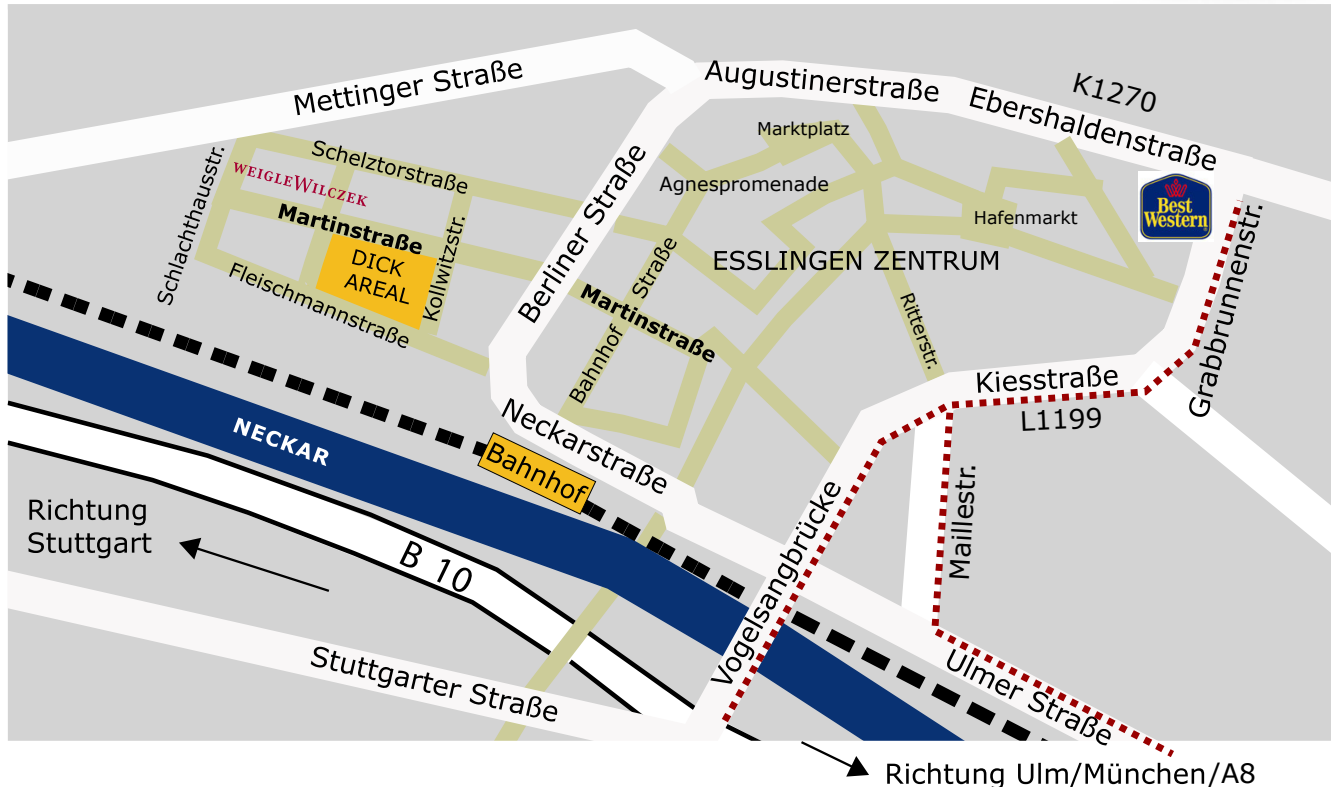 K1270
Augustinerstraße
Ebershaldenstraße
Mettinger Straße
Marktplatz
Schelztorstraße
Agnespromenade
WEIGLEWILCZEK
Schlachthausstr.
Martinstraße
Kollwitzstr.
DICK
AREAL
Fleischmannstraße
Berliner Straße
Hafenmarkt
Best
Western
Grabbrunnenstr.
ESSLINGEN ZENTRUM
Bahnhof Straße
Martinstraße
Ritterstr.
Kiesstraße
L1199
Neckarstraße
NECKAR
Bahnhof
Richtung
Stuttgart
B 10
Vogelsangbrücke
Maillestr.
Stuttgarter Straße
Ulmer Straße
Richtung Ulm/München/A8